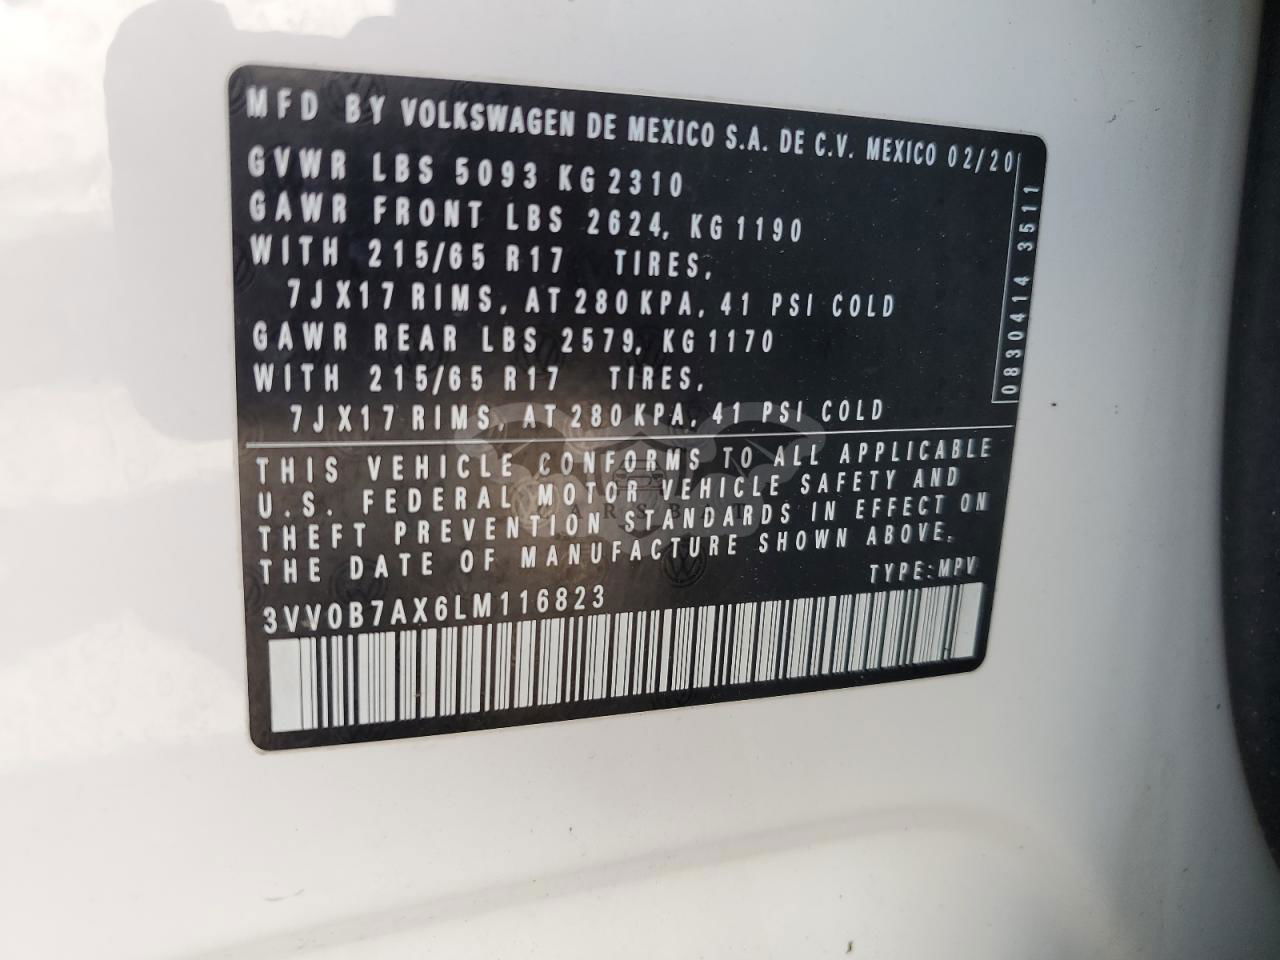 MFD BY VOLKSWAGEN DE MEXICO S.A. DE C.V. MEXICO 02/20
GVWR LBS 5093 KG 2310
GAWR FRONT LBS 2624, KG 1190
WITH 215/65 R17 TIRES,
7JX17 RIMS, AT 280 KPA, 41 PSI COLD
GAWR REAR LBS 2579, KG 1170
WITH 215/65 R17 TIRES,
7JX17 RIMS, AT 280 KPA, 41 PSI COLD
0830414 3511
THIS VEHICLE CONFORMS TO ALL APPLICABLE
U.S. FEDERAL MOTOR VEHICLE SAFETY AND
THEFT PREVENTION STANDARDS IN EFFECT ON
THE DATE OF MANUFACTURE SHOWN ABOVE.
TYPE:MPV
3VV0B7AX6LM116823
CARSBAT